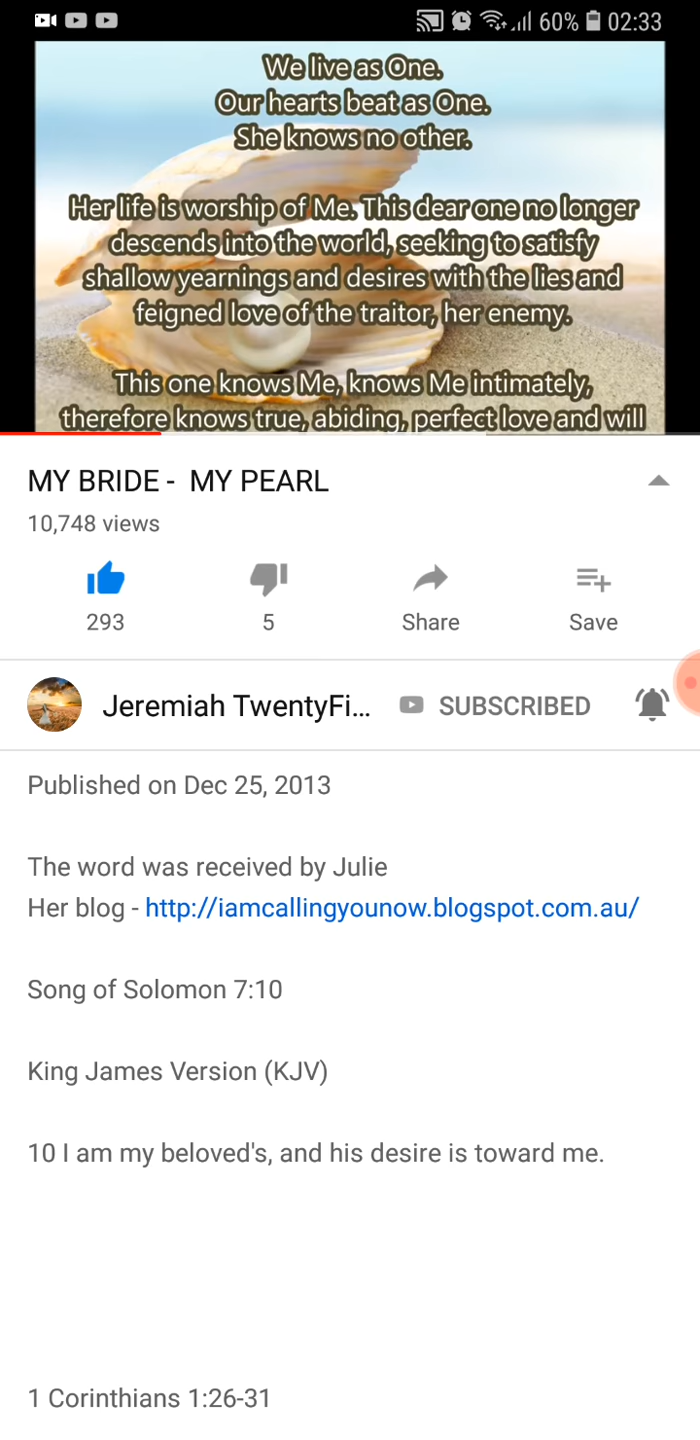 60% 02:33
We live as One.
Our hearts beat as One.
She knows no other.
Her life is worship of Me. This dear one no longer
descends into the world, seeking to satisfy
shallow yearnings and desires with the lies and
feigned love of the traitor, her enemy.
This one knows Me, knows Me intimately,
therefore knows true, abiding, perfect love and will
MY BRIDE - MY PEARL
10,748 views
293 5 Share Save
Jeremiah TwentyFi... SUBSCRIBED
Published on Dec 25, 2013
The word was received by Julie
Her blog - http://iamcallingyounow.blogspot.com.au/
Song of Solomon 7:10
King James Version (KJV)
10 I am my beloved's, and his desire is toward me.
1 Corinthians 1:26-31